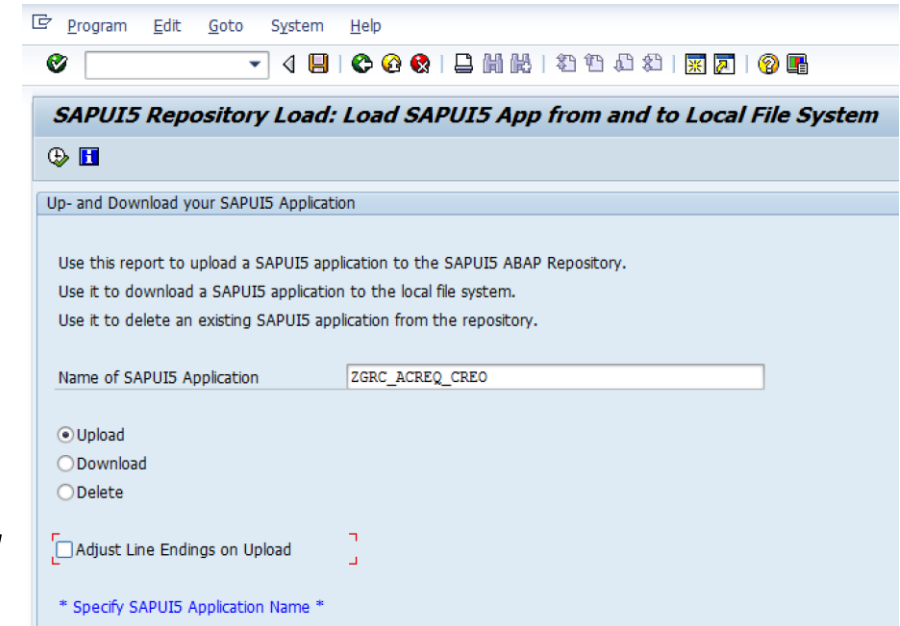 Program Edit Goto System Help
SAPUI5 Repository Load: Load SAPUI5 App from and to Local File System
Up- and Download your SAPUI5 Application
Use this report to upload a SAPUI5 application to the SAPUI5 ABAP Repository.
Use it to download a SAPUI5 application to the local file system.
Use it to delete an existing SAPUI5 application from the repository.
Name of SAPUI5 Application ZGRC_ACREQ_CREO
Upload
Download
Delete
Adjust Line Endings on Upload
* Specify SAPUI5 Application Name *